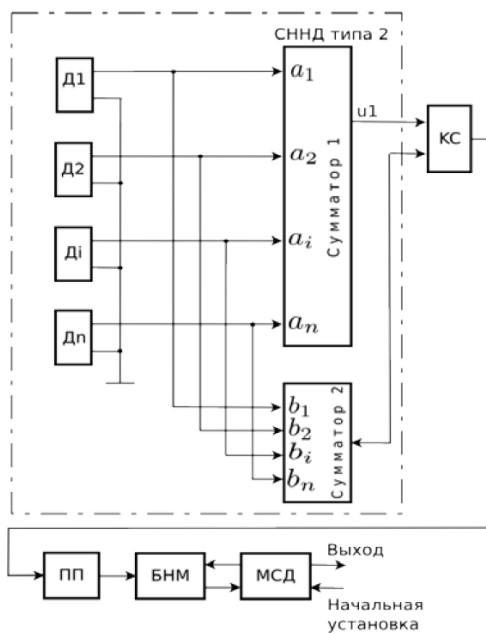 СННД типа 2
Д1
a1
u1
КС
Д2
a2
Сумматор 1
Дi
ai
Дn
an
b1
b2
bi
bn
Сумматор 2
ПП
БНМ
МСД
Выход
Начальная
установка